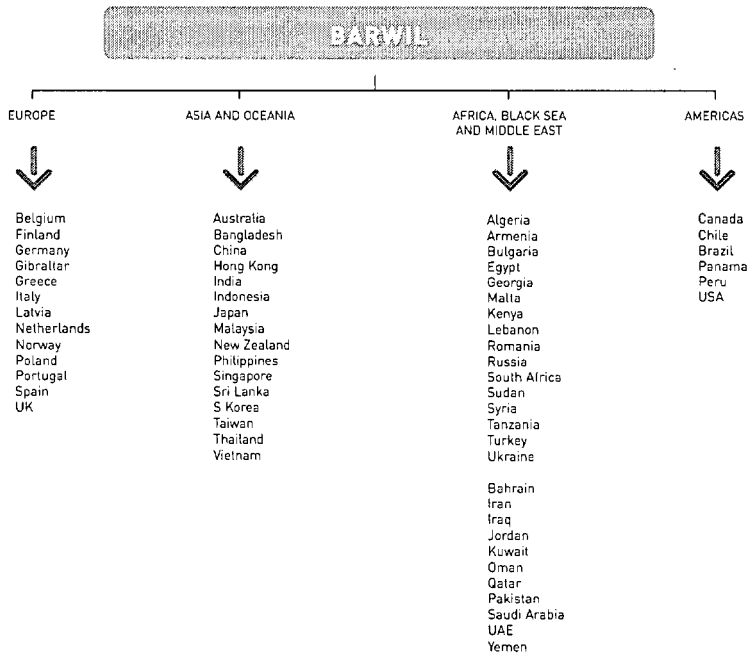 BARWIL
EUROPE
Belgium
Finland
Germany
Gibraltar
Greece
Italy
Latvia
Netherlands
Norway
Poland
Portugal
Spain
UK
ASIA AND OCEANIA
Australia
Bangladesh
China
Hong Kong
India
Indonesia
Japan
Malaysia
New Zealand
Philippines
Singapore
Sri Lanka
S Korea
Taiwan
Thailand
Vietnam
AFRICA, BLACK SEA
AND MIDDLE EAST
Algeria
Armenia
Bulgaria
Egypt
Georgia
Malta
Kenya
Lebanon
Romania
Russia
South Africa
Sudan
Syria
Tanzania
Turkey
Ukraine
Bahrain
Iran
Iraq
Jordan
Kuwait
Oman
Qatar
Pakistan
Saudi Arabia
UAE
Yemen
AMERICAS
Canada
Chile
Brazil
Panama
Peru
USA